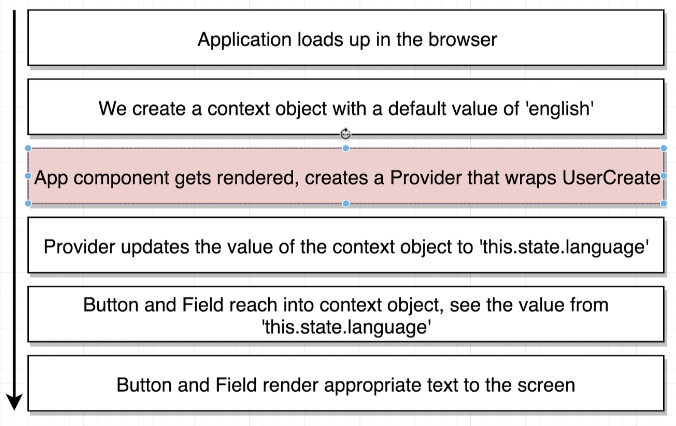 Application loads up in the browser
We create a context object with a default value of 'english'
App component gets rendered, creates a Provider that wraps UserCreate
Provider updates the value of the context object to 'this.state.language'
Button and Field reach into context object, see the value from
'this.state.language'
Button and Field render appropriate text to the screen